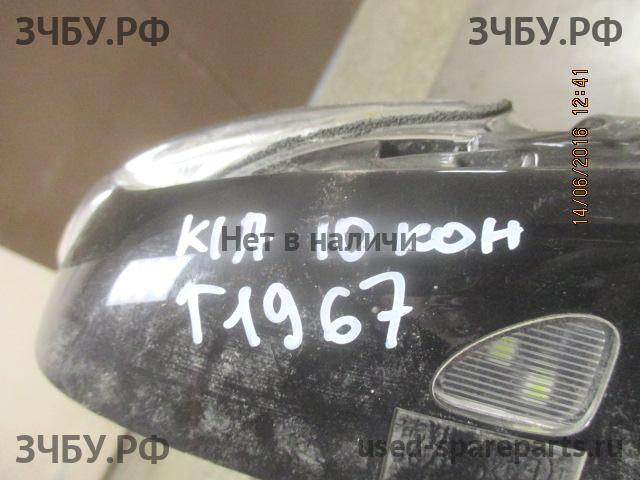 ЗЧБУ.РФ
ЗЧБУ.РФ
14/06/2016 12:41
KIA 10 КОН
Нет в наличии
T1967
ЗЧБУ.РФ
used-spareparts.ru